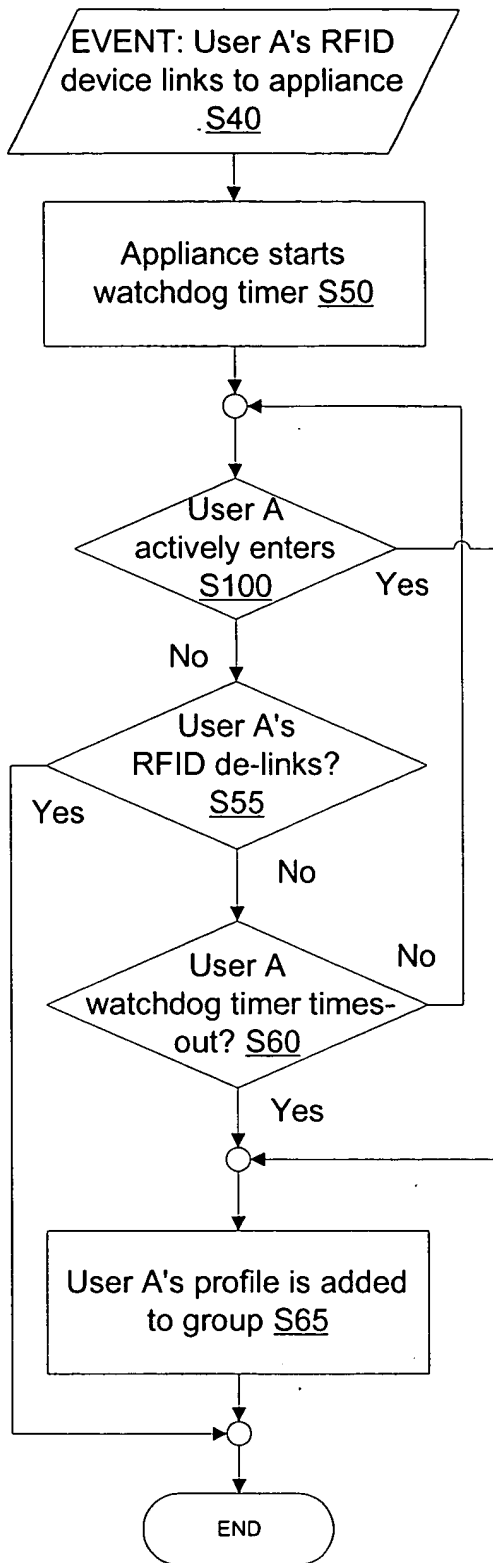 EVENT: User A's RFID
device links to appliance
S40
Appliance starts
watchdog timer S50
User A
actively enters
S100
Yes
No
User A's
RFID de-links?
S55
Yes
No
User A
watchdog timer times-
out? S60
No
Yes
User A's profile is added
to group S65
END